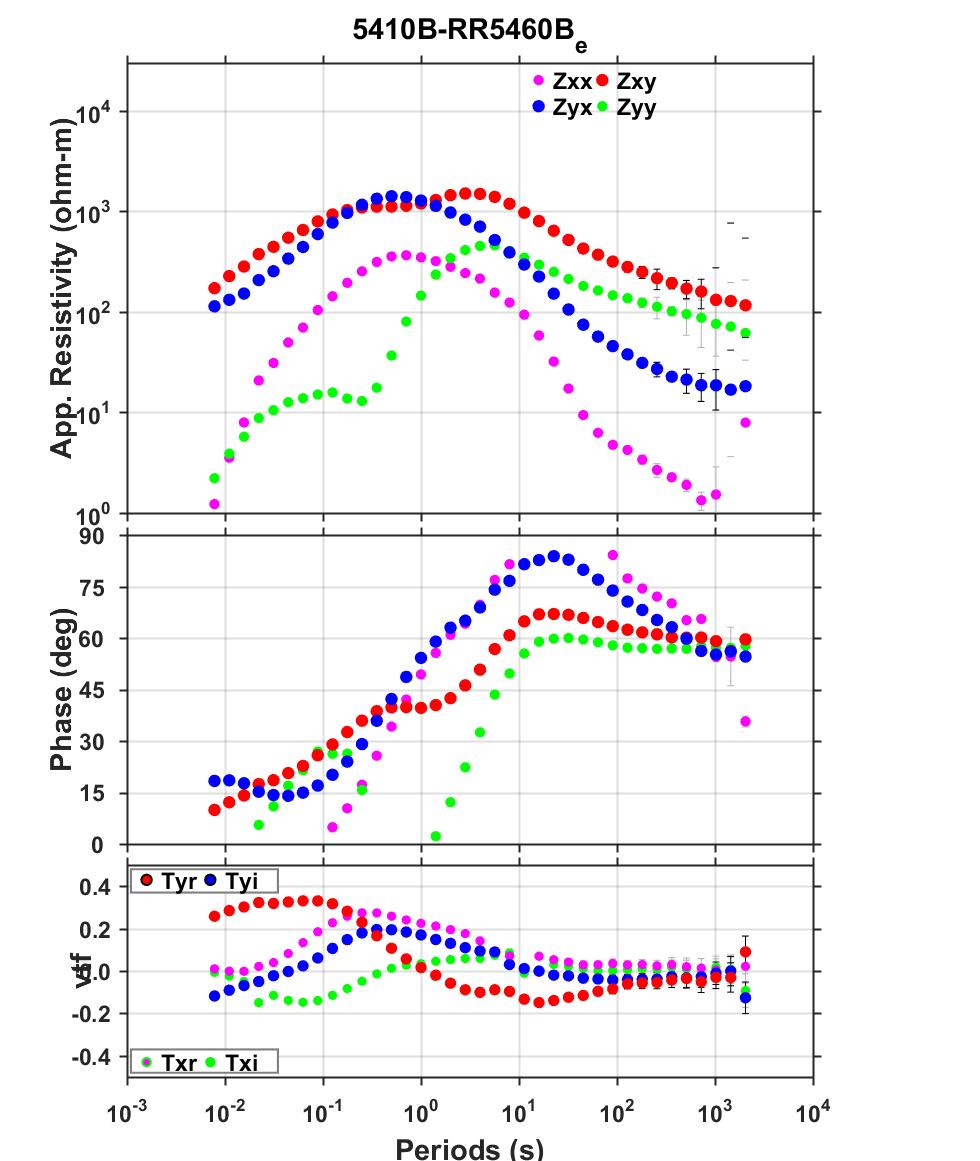 5410B-RR5460Be
Zxx Zxy
Zyx Zyy
App. Resistivity (ohm-m)
10^4
10^3
10^2
10^1
10^0
Phase (deg)
90
75
60
45
30
15
0
Tyr Tyi
vtf
0.4
0.2
0.0
-0.2
-0.4
Txr Txi
10^-3 10^-2 10^-1 10^0 10^1 10^2 10^3 10^4
Periods (s)